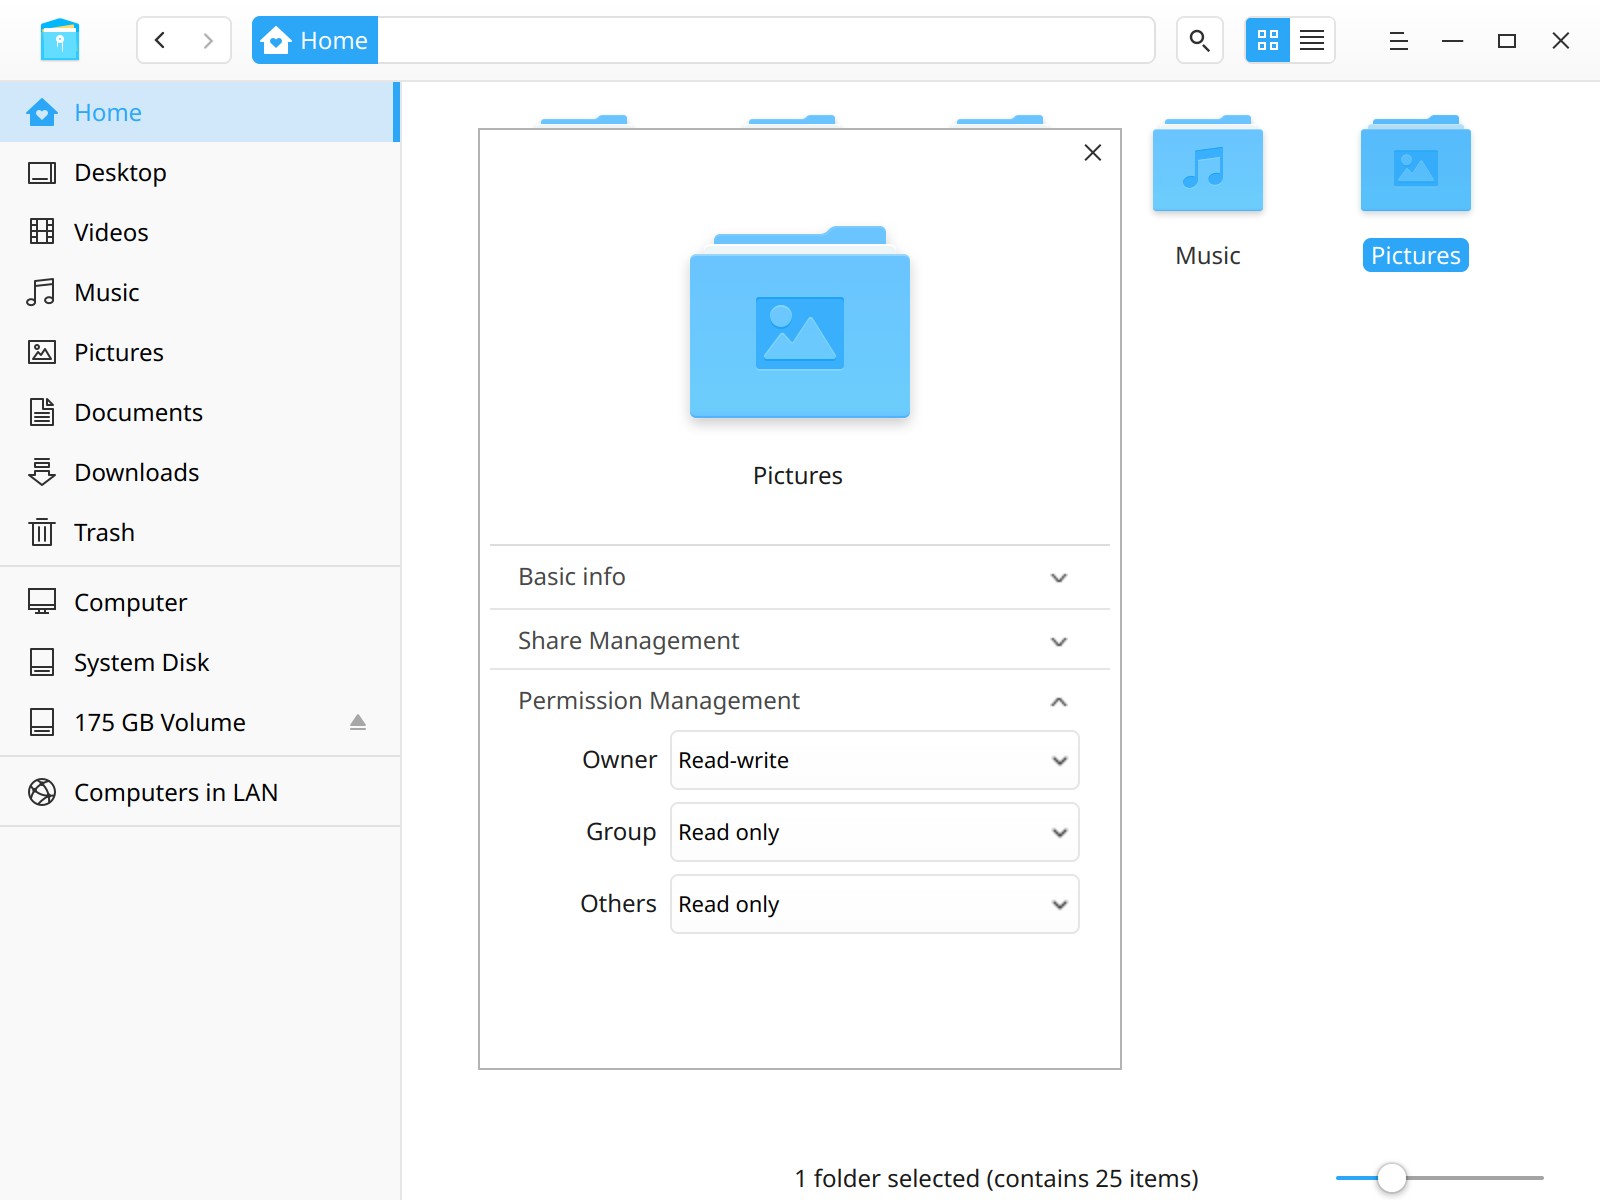 Home
Home
Desktop
Videos
Music
Pictures
Documents
Downloads
Trash
Computer
System Disk
175 GB Volume
Computers in LAN
Music
Pictures
Pictures
Basic info
Share Management
Permission Management
Owner Read-write
Group Read only
Others Read only
1 folder selected (contains 25 items)